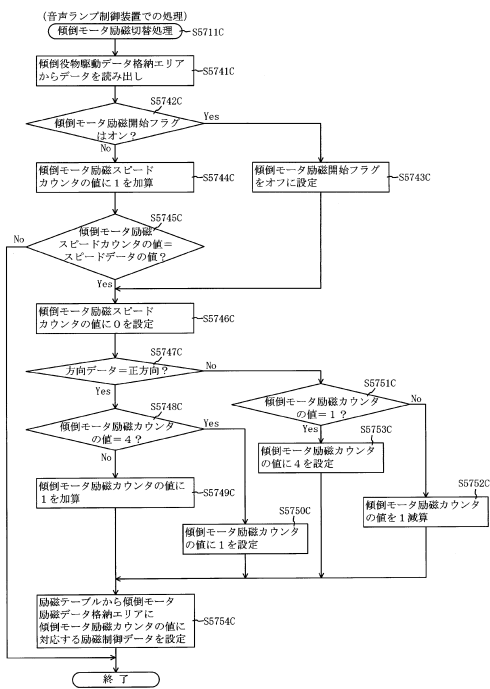 (音声ランプ制御装置での処理)
傾倒モータ励磁切替処理
S5711C
傾倒役物駆動データ格納エリア
からデータを読み出し
S5741C
S5742C
傾倒モータ励磁開始フラグ
はオン?
Yes
No
傾倒モータ励磁スピード
カウンタの値に1を加算
S5744C
傾倒モータ励磁開始フラグ
をオフに設定
S5743C
S5745C
傾倒モータ励磁
スピードカウンタの値=
スピードデータの値?
No
Yes
傾倒モータ励磁スピード
カウンタの値に0を設定
S5746C
S5747C
方向データ=正方向?
No
Yes
S5751C
傾倒モータ励磁カウンタ
の値=1?
No
Yes
S5748C
傾倒モータ励磁カウンタ
の値=4?
Yes
No
S5753C
傾倒モータ励磁カウンタ
の値に4を設定
傾倒モータ励磁カウンタの値に
1を加算
S5749C
S5752C
傾倒モータ励磁カウンタ
の値を1減算
S5750C
傾倒モータ励磁カウンタ
の値に1を設定
励磁テーブルから傾倒モータ
励磁データ格納エリアに
傾倒モータ励磁カウンタの値に
対応する励磁制御データを設定
S5754C
終了